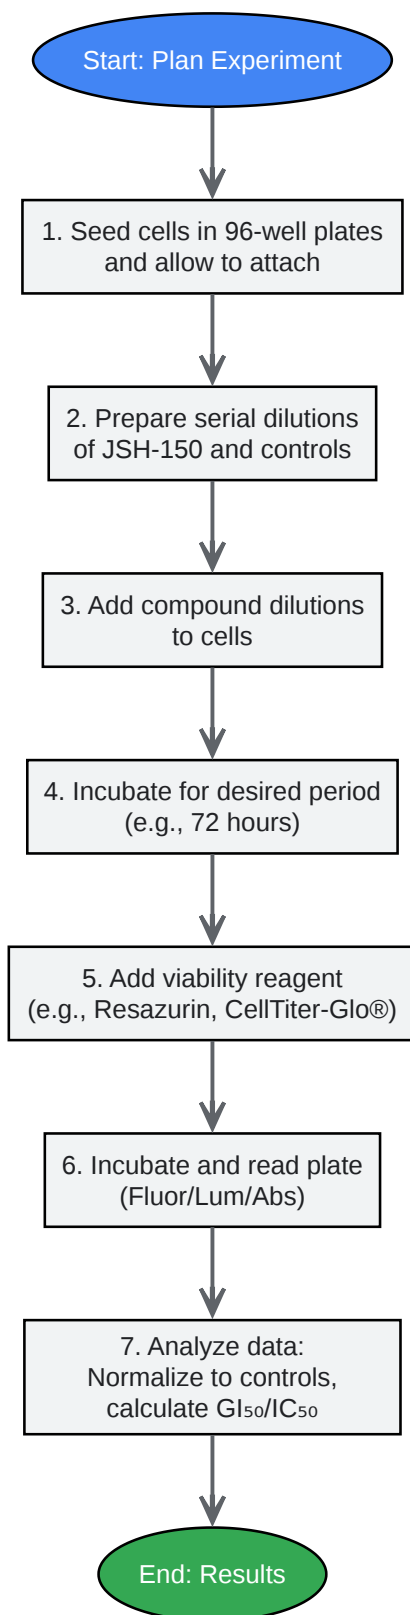 Start: Plan Experiment
1. Seed cells in 96-well plates
and allow to attach
2. Prepare serial dilutions
of JSH-150 and controls
3. Add compound dilutions
to cells
4. Incubate for desired period
(e.g., 72 hours)
5. Add viability reagent
(e.g., Resazurin, CellTiter-Glo®)
6. Incubate and read plate
(Fluor/Lum/Abs)
7. Analyze data:
Normalize to controls,
calculate GI₅₀/IC₅₀
End: Results